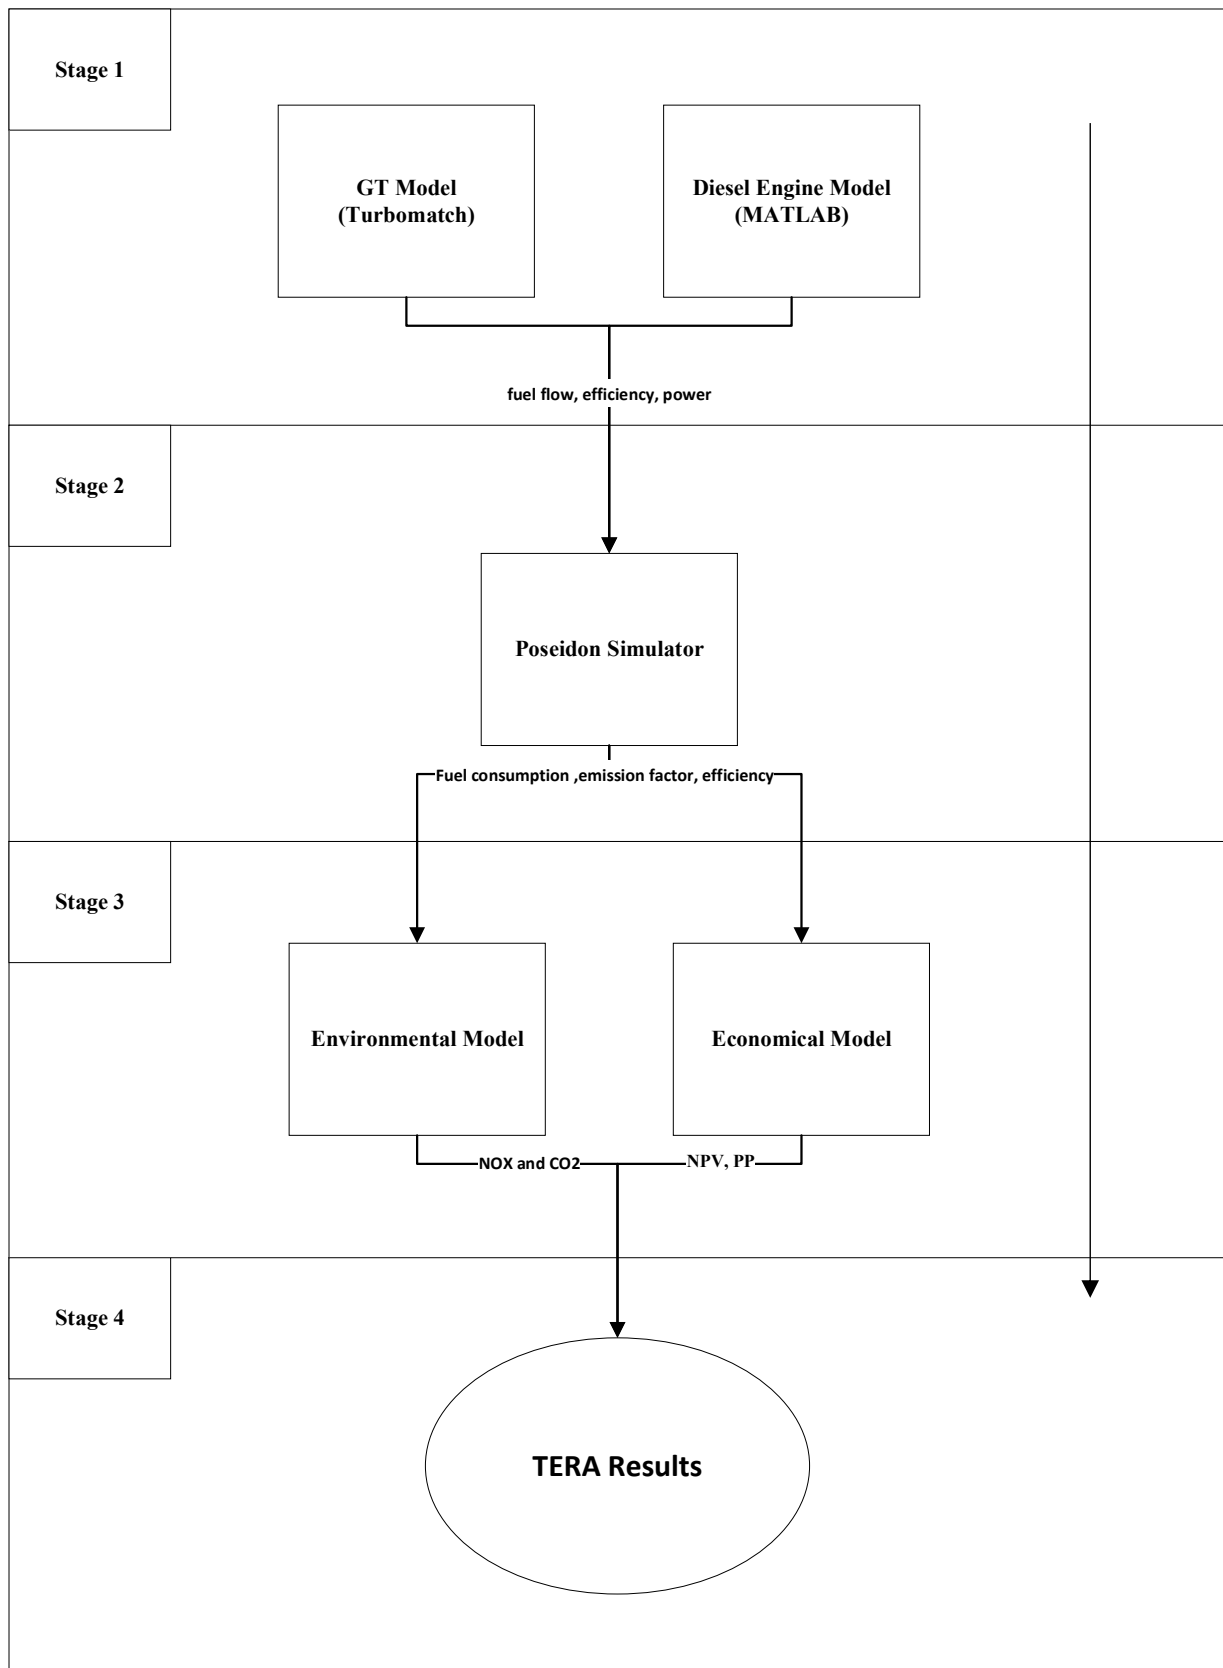 Stage 1
GT Model
(Turbomatch)
Diesel Engine Model
(MATLAB)
fuel flow, efficiency, power
Stage 2
Poseidon Simulator
Fuel consumption ,emission factor, efficiency
Stage 3
Environmental Model
Economical Model
NOX and CO2
NPV, PP
Stage 4
TERA Results